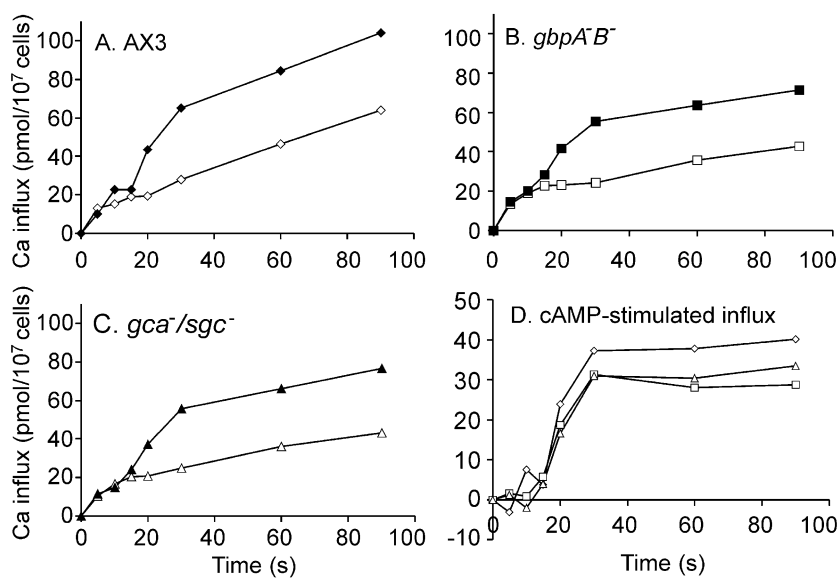 A. AX3
Ca influx (pmol/10⁷ cells)
100
80
60
40
20
0
0 20 40 60 80 100
B. gbpA⁻B⁻
100
80
60
40
20
0
0 20 40 60 80 100
C. gca⁻/sgc⁻
Ca influx (pmol/10⁷ cells)
100
80
60
40
20
0
0 20 40 60 80 100
Time (s)
D. cAMP-stimulated influx
50
40
30
20
10
0
-10
0 20 40 60 80 100
Time (s)